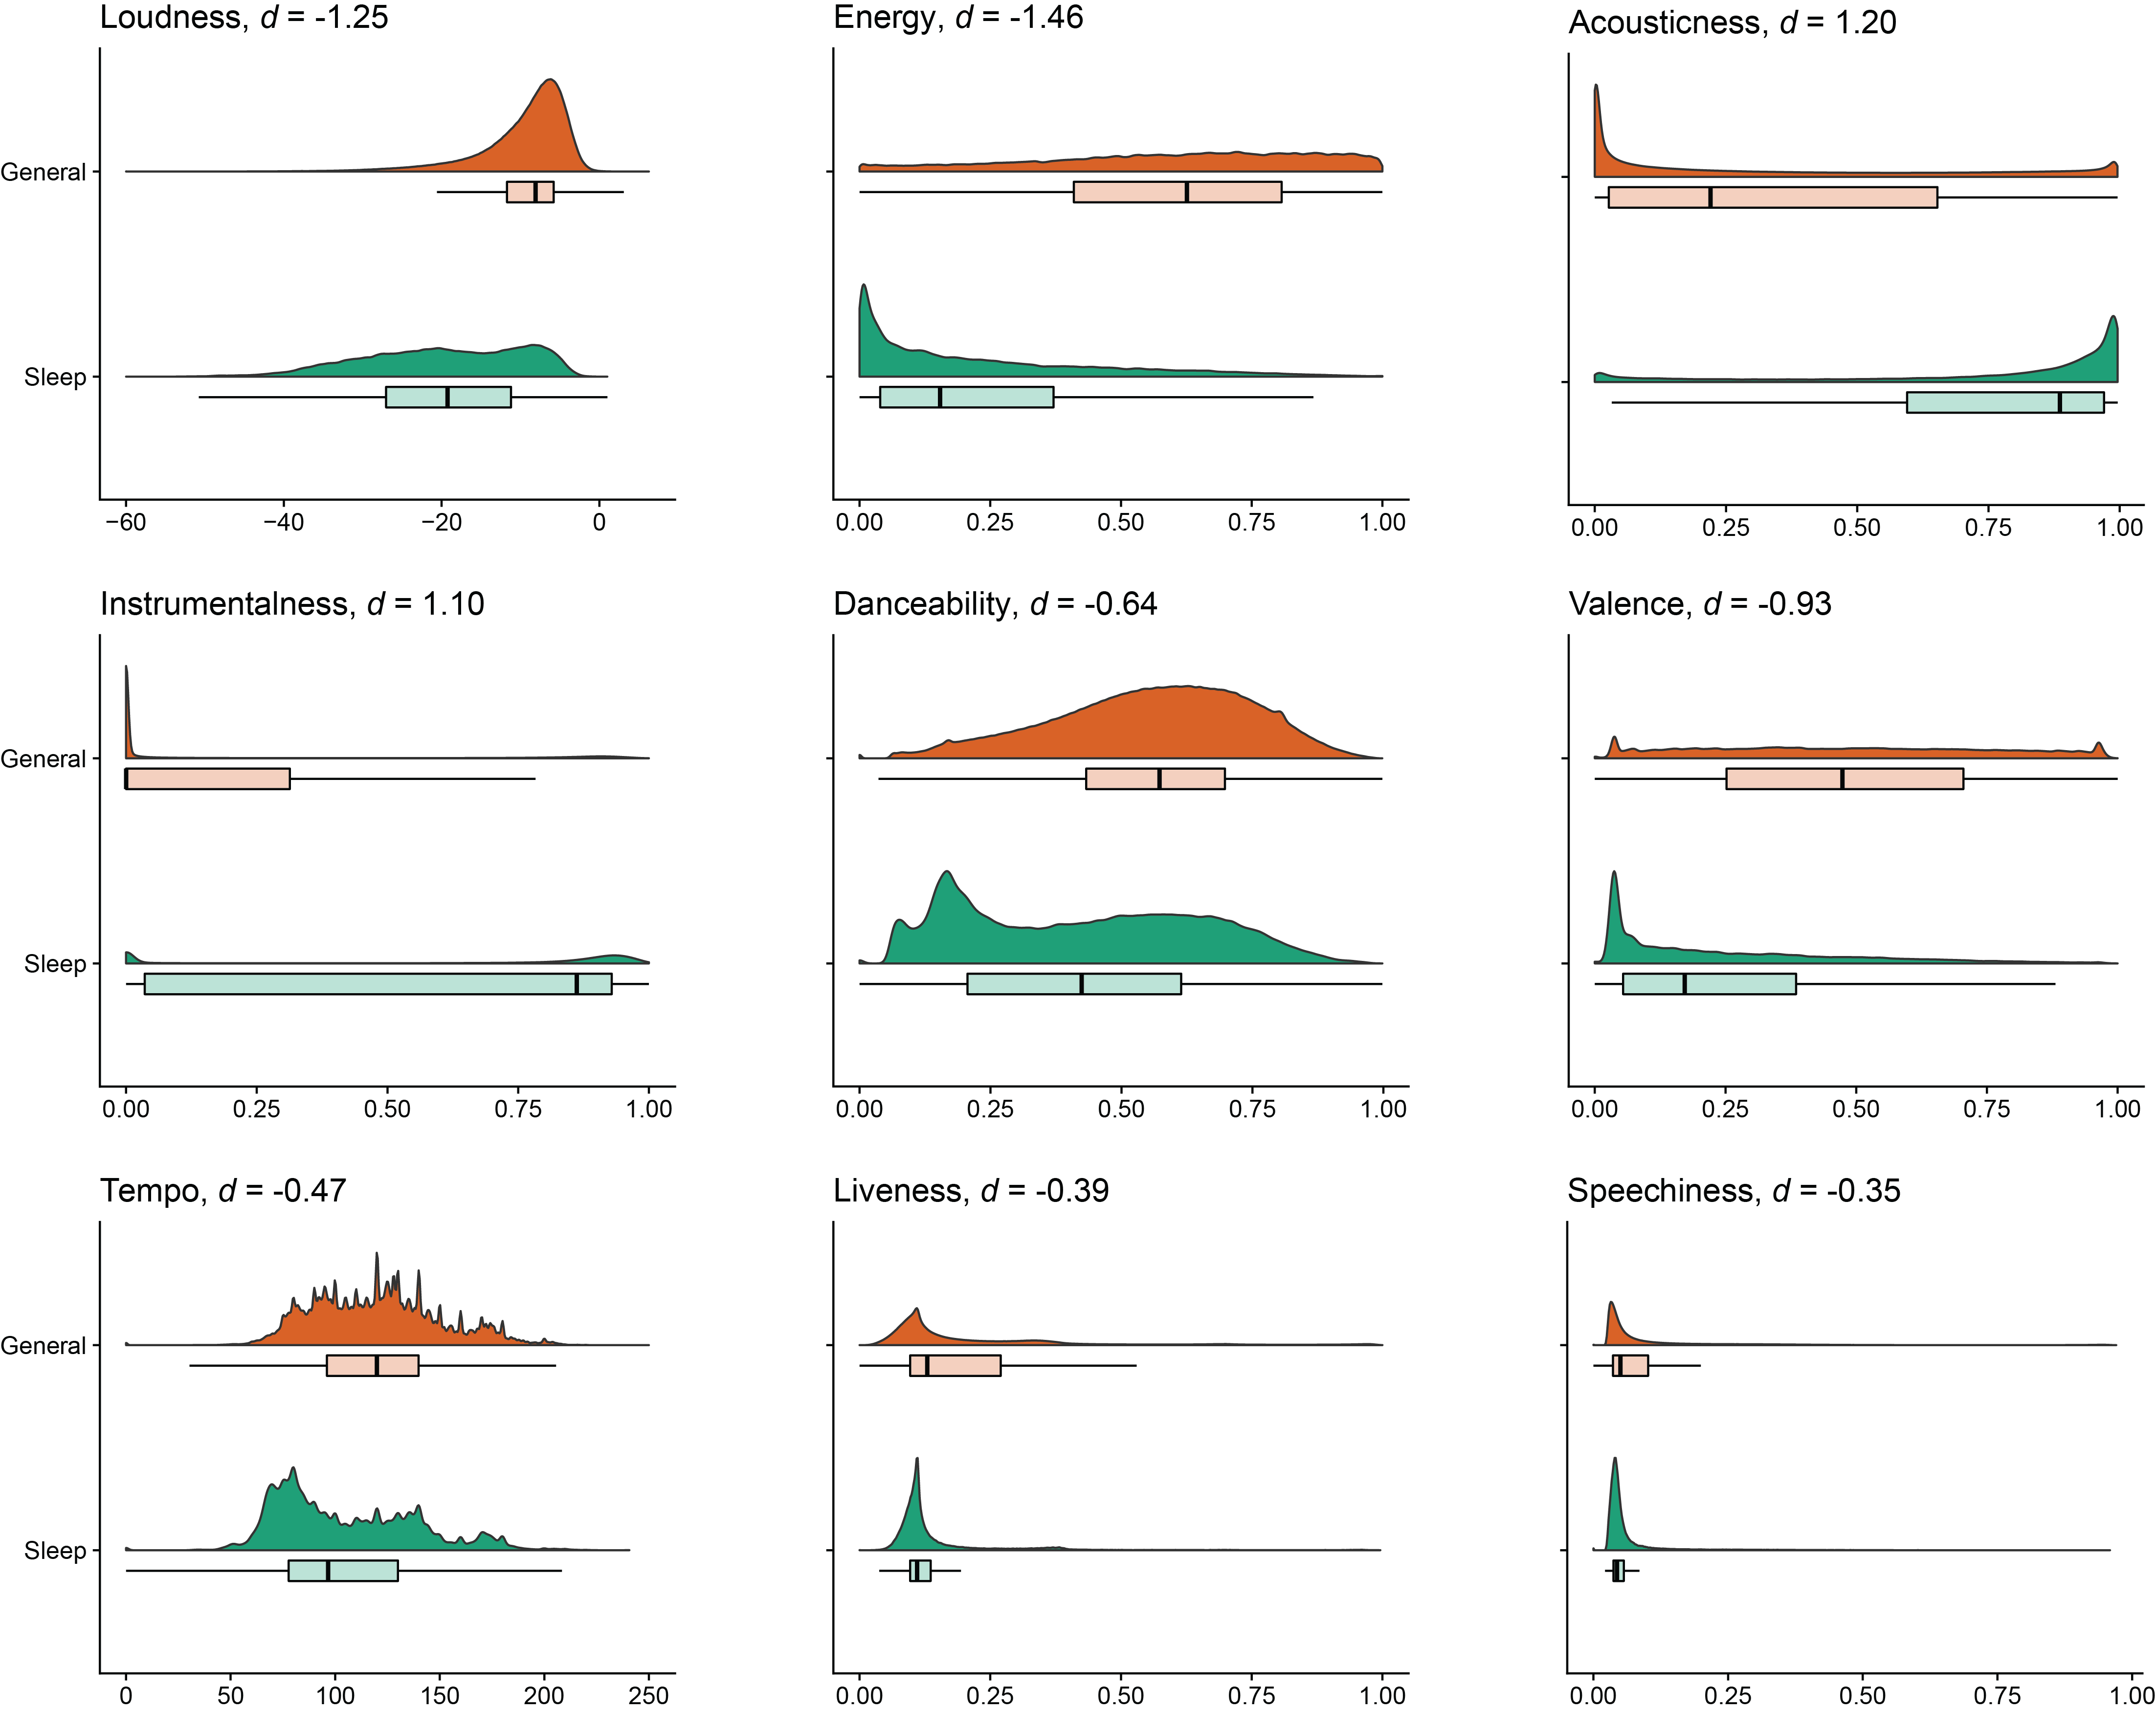 Loudness, d = -1.25
Energy, d = -1.46
Acousticness, d = 1.20
General
Sleep
−60 −40 −20 0
0.00 0.25 0.50 0.75 1.00
0.00 0.25 0.50 0.75 1.00
Instrumentalness, d = 1.10
Danceability, d = -0.64
Valence, d = -0.93
General
Sleep
0.00 0.25 0.50 0.75 1.00
0.00 0.25 0.50 0.75 1.00
0.00 0.25 0.50 0.75 1.00
Tempo, d = -0.47
Liveness, d = -0.39
Speechiness, d = -0.35
General
Sleep
0 50 100 150 200 250
0.00 0.25 0.50 0.75 1.00
0.00 0.25 0.50 0.75 1.00